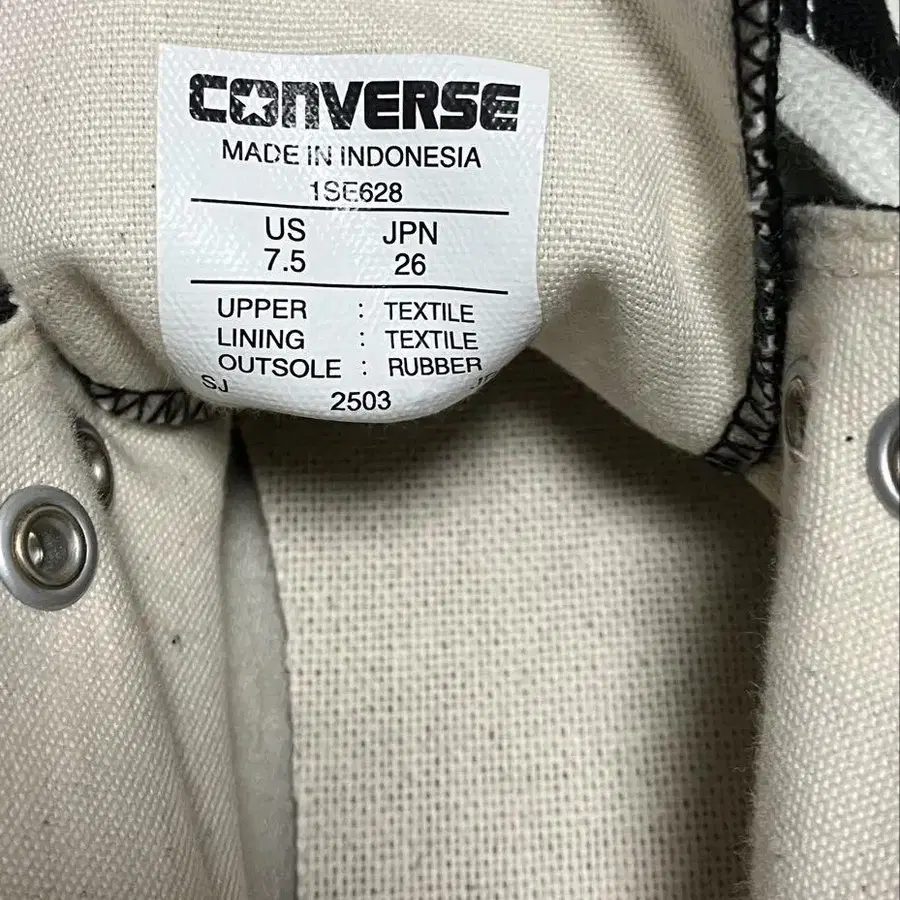 CONVERSE
MADE IN INDONESIA
1SE628
US JPN
7.5 26
UPPER : TEXTILE
LINING : TEXTILE
OUTSOLE : RUBBER
SJ
2503